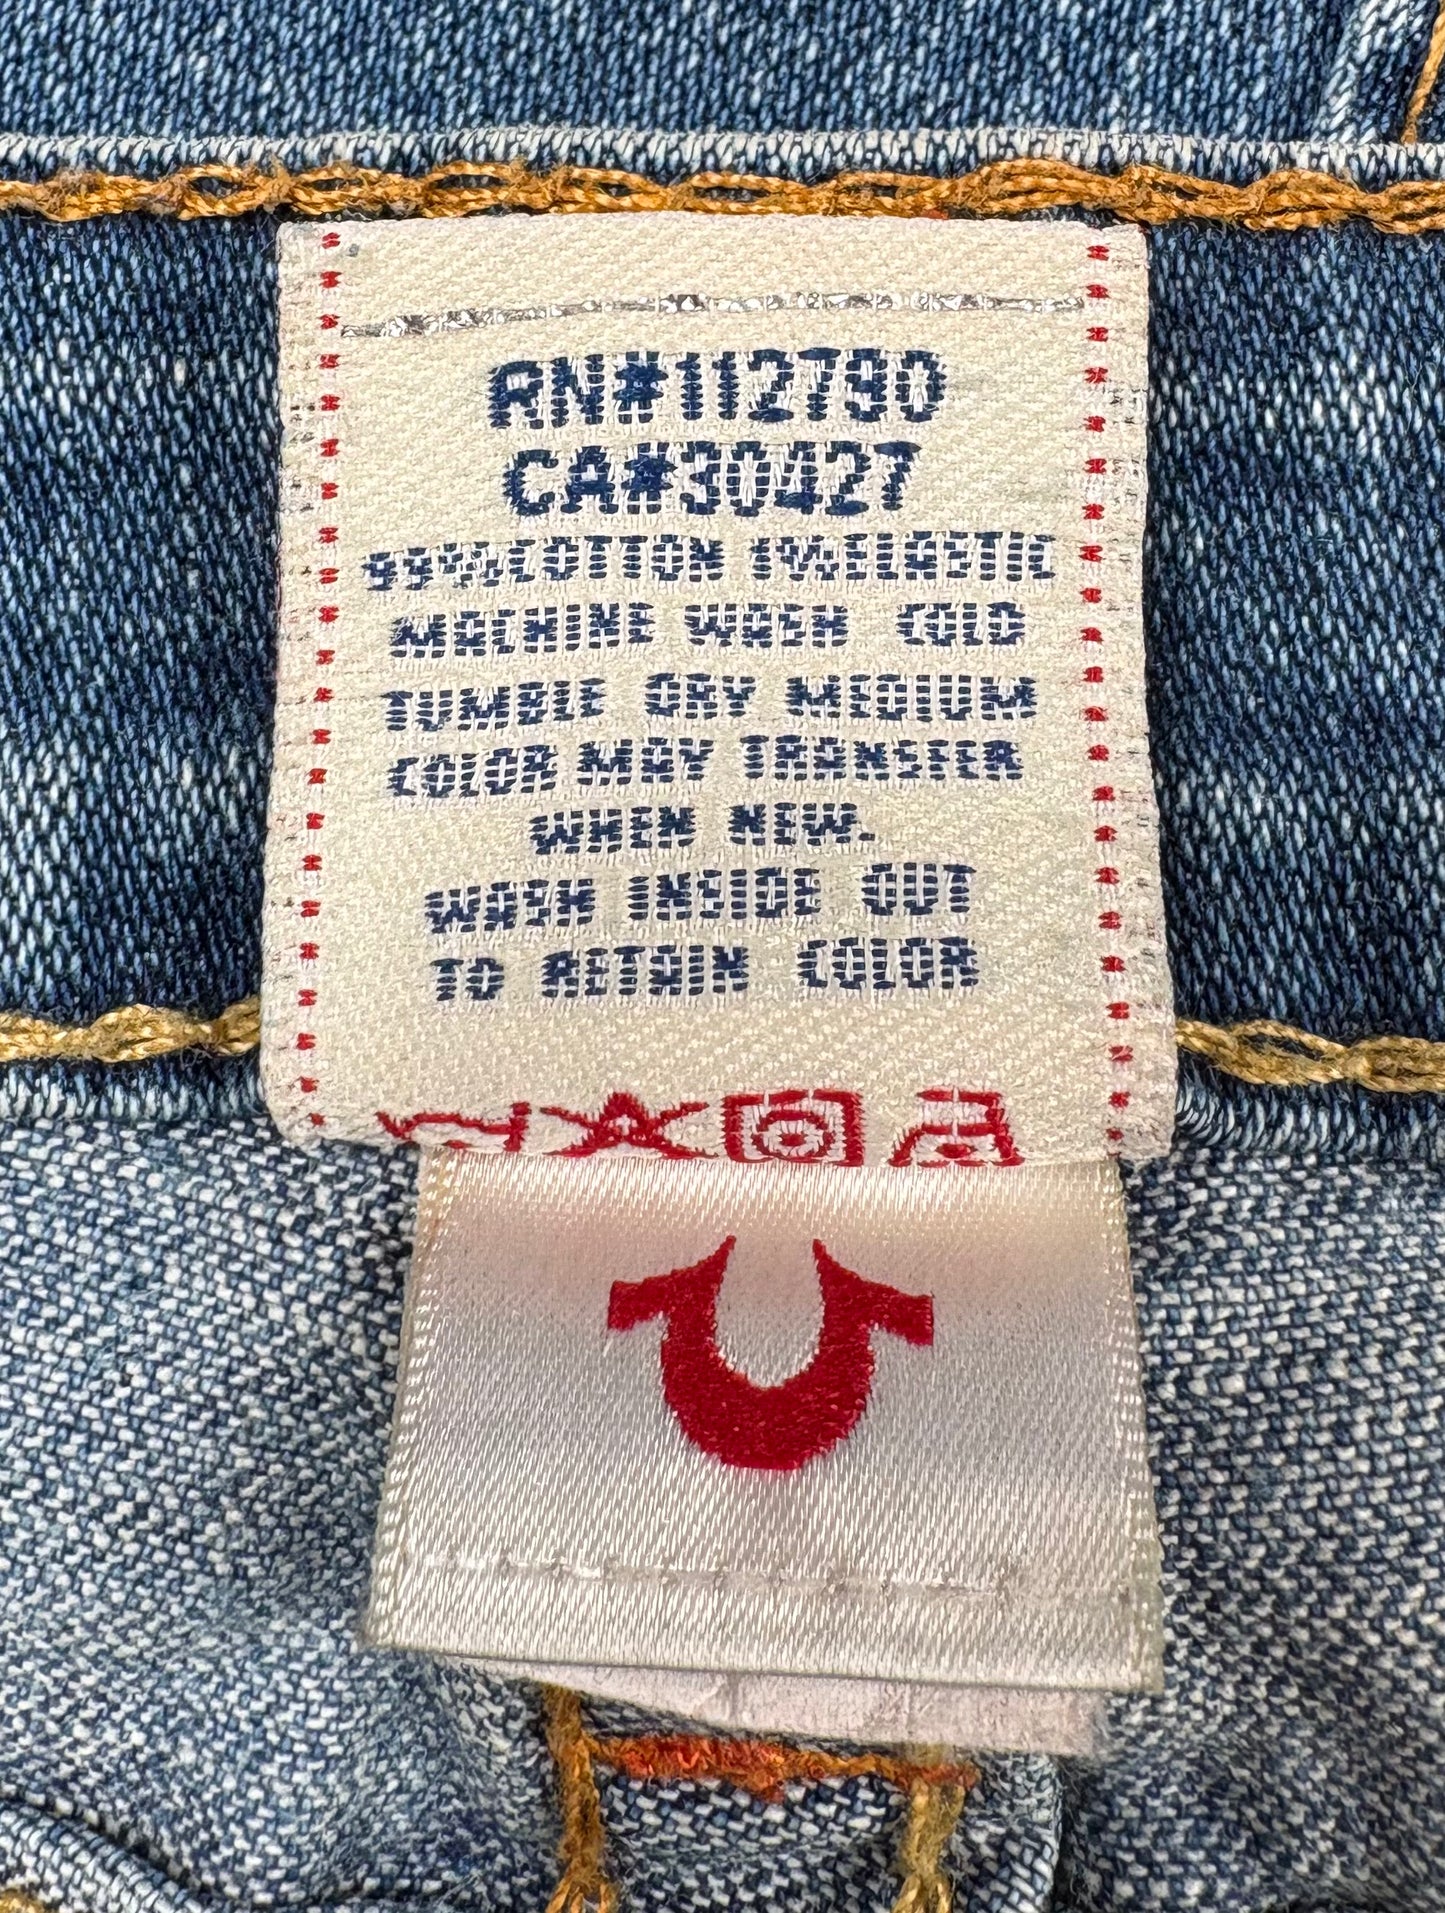 RN#112790
CA#30427
99%COTTON 1%ELASTIC
MACHINE WASH COLD
TUMBLE DRY MEDIUM
COLOR MAY TRANSFER
WHEN NEW.
WASH INSIDE OUT
TO RETAIN COLOR